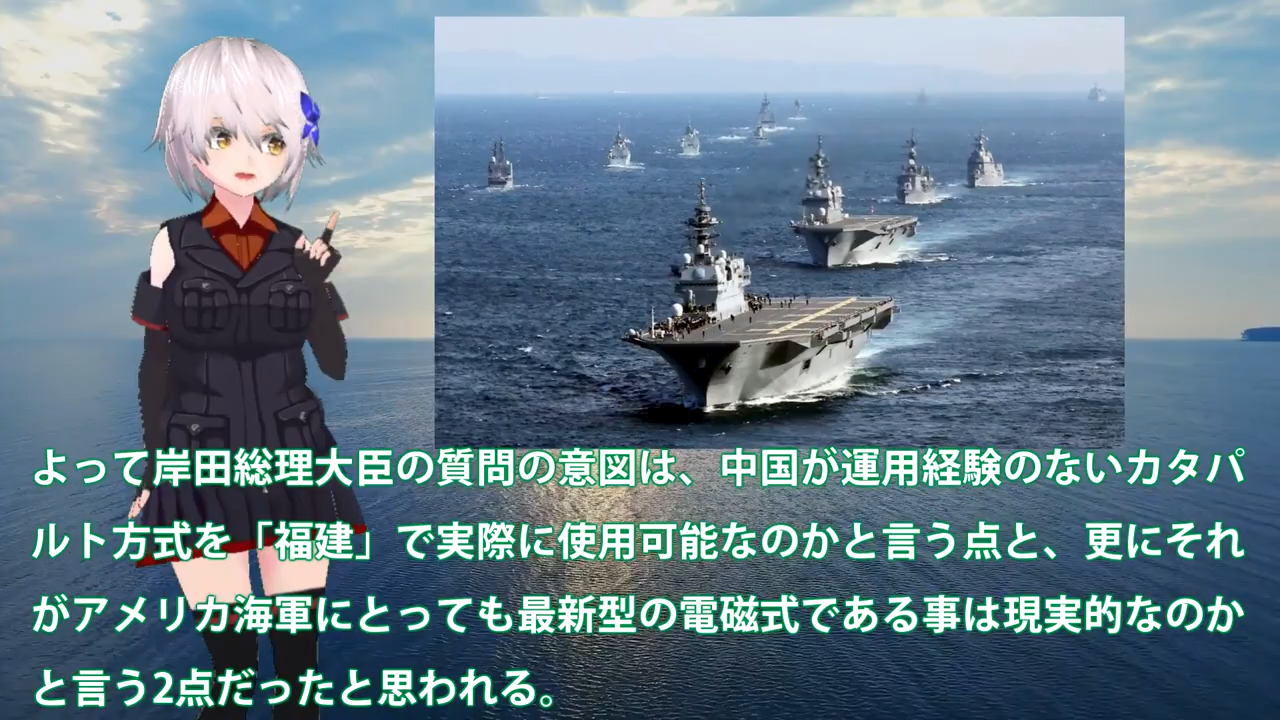 よって岸田総理大臣の質問の意図は、中国が運用経験のないカタパ
ルト方式を「福建」で実際に使用可能なのかと言う点と、更にそれ
がアメリカ海軍にとっても最新型の電磁式である事は現実的なのか
と言う2点だったと思われる。